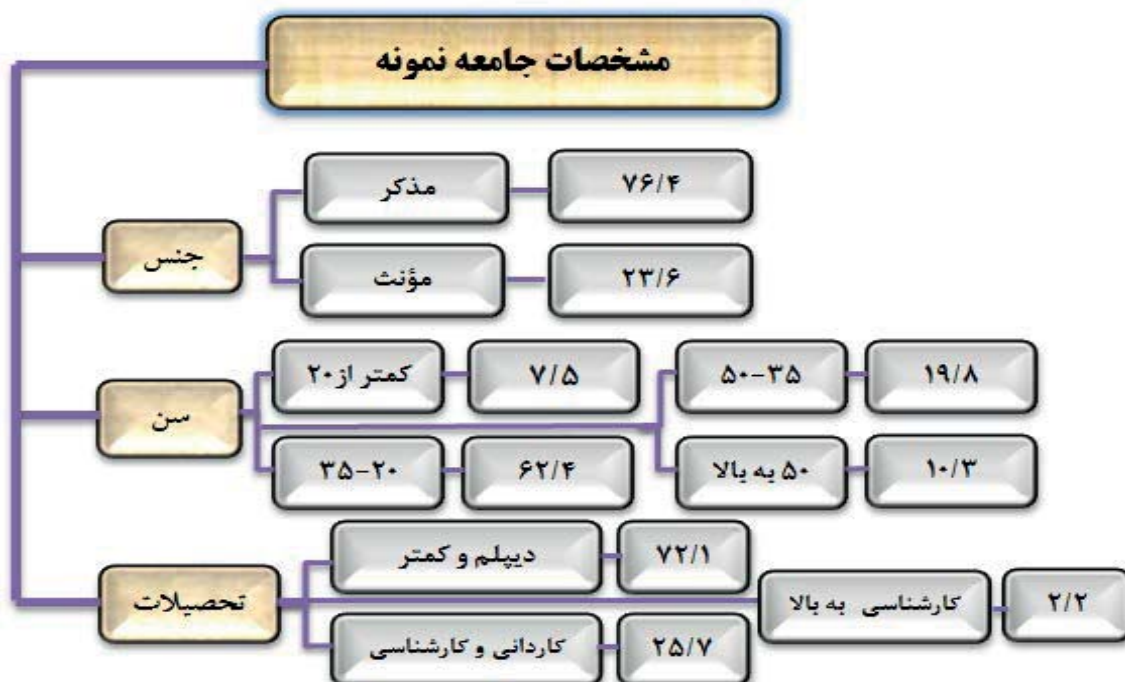 مشخصات جامعه نمونه
جنس
مذکر
۷۶/۴
مؤنث
۲۳/۶
سن
کمتر از ۲۰
۷/۵
۳۵-۲۰
۶۲/۴
۵۰-۳۵
۱۹/۸
۵۰ به بالا
۱۰/۳
تحصیلات
دیپلم و کمتر
۷۲/۱
کاردانی و کارشناسی
۲۵/۷
کارشناسی به بالا
۲/۲